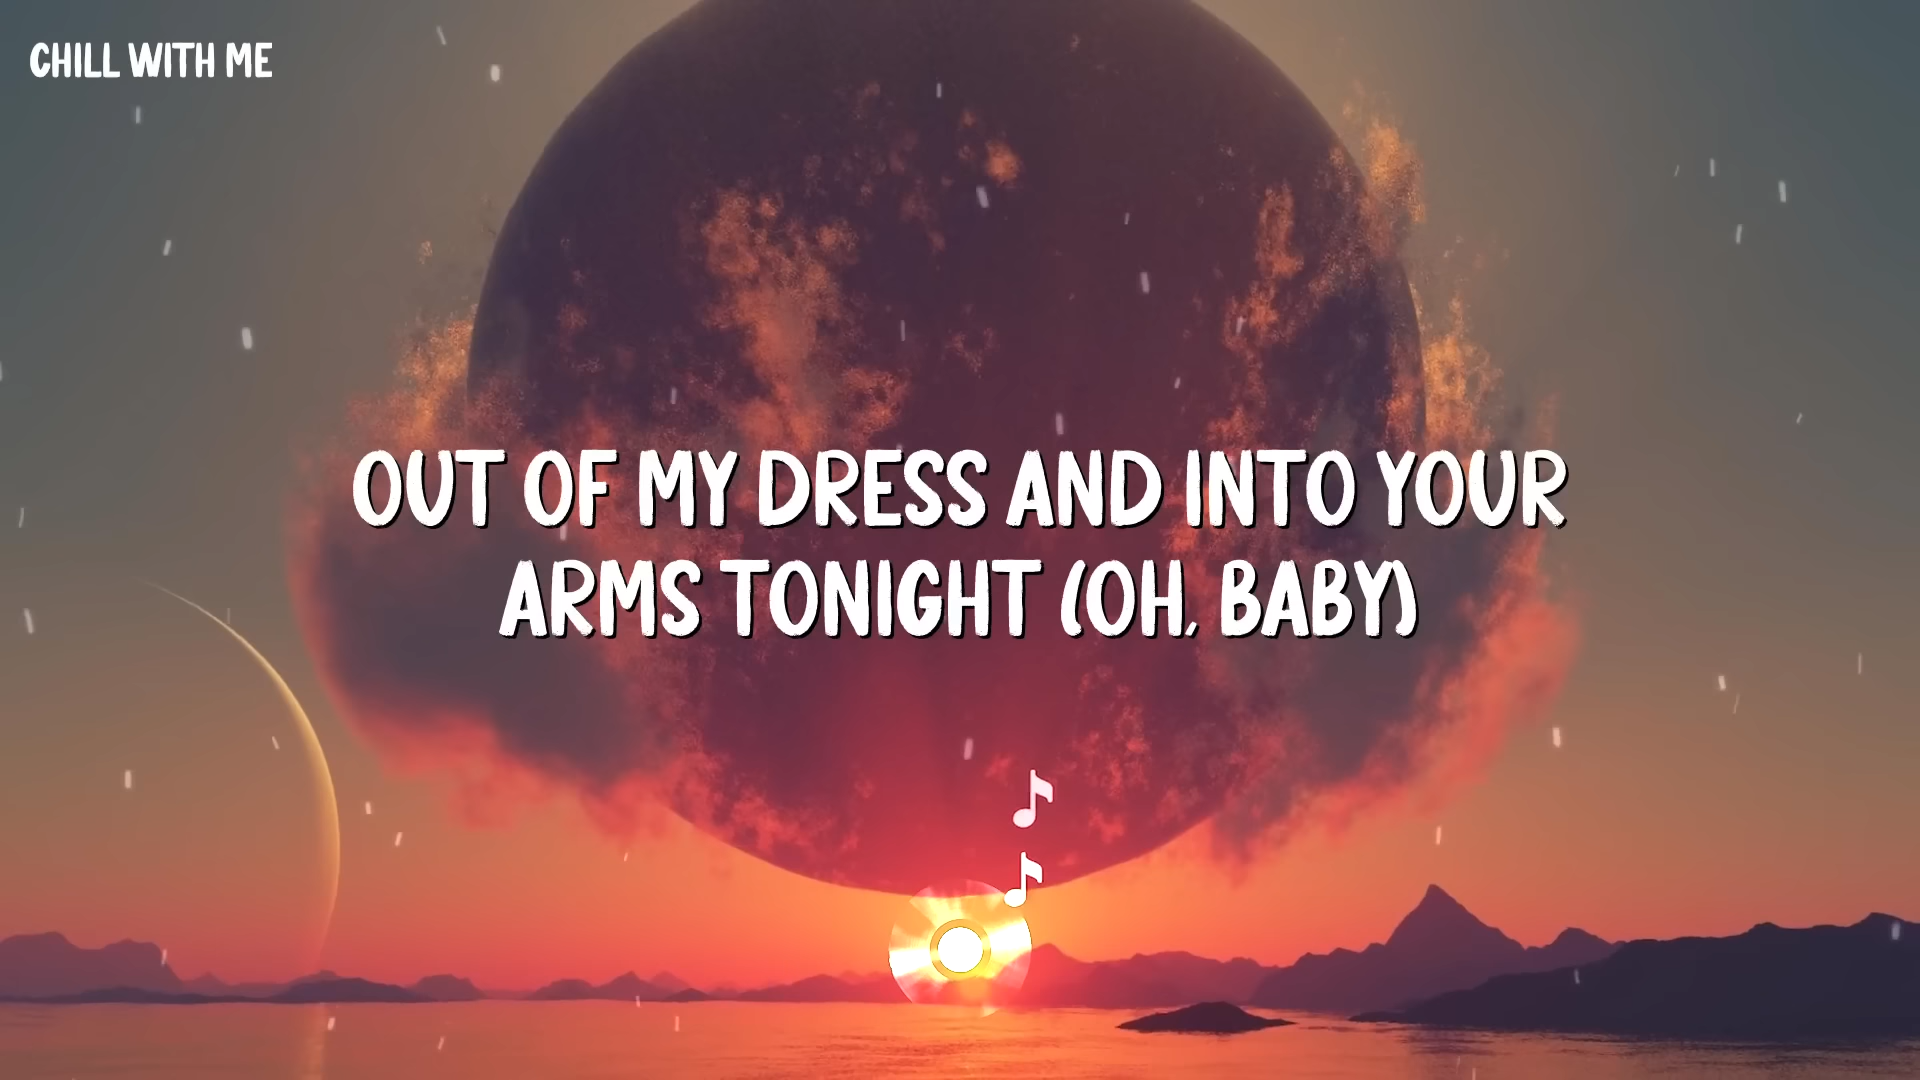 CHILL WITH ME
OUT OF MY DRESS AND INTO YOUR
ARMS TONIGHT (OH, BABY)